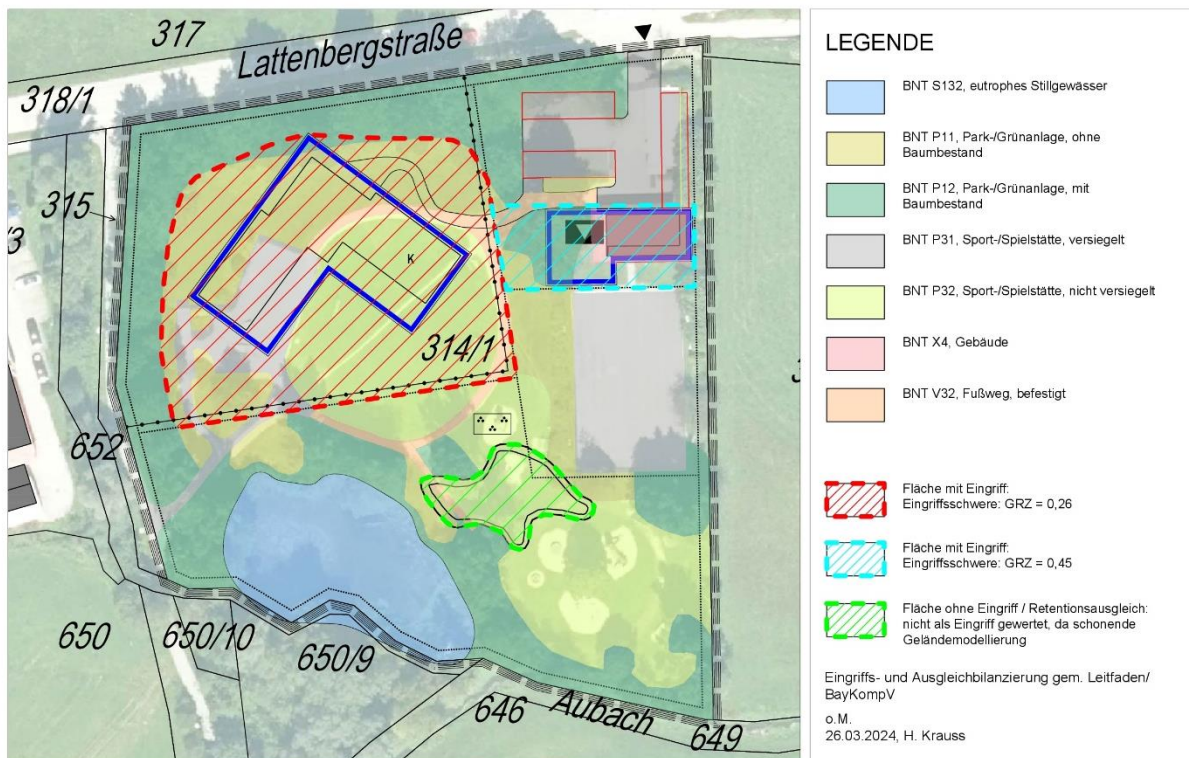 317
Lattenbergstraße
318/1
315
/3
K
314/1
3
652
650
650/10
650/9
646
Aubach
649
LEGENDE
BNT S132, eutrophes Stillgewässer
BNT P11, Park-/Grünanlage, ohne
Baumbestand
BNT P12, Park-/Grünanlage, mit
Baumbestand
BNT P31, Sport-/Spielstätte, versiegelt
BNT P32, Sport-/Spielstätte, nicht versiegelt
BNT X4, Gebäude
BNT V32, Fußweg, befestigt
Fläche mit Eingriff:
Eingriffsschwere: GRZ = 0,26
Fläche mit Eingriff:
Eingriffsschwere: GRZ = 0,45
Fläche ohne Eingriff / Retentionsausgleich:
nicht als Eingriff gewertet, da schonende
Geländemodellierung
Eingriffs- und Ausgleichbilanzierung gem. Leitfaden/
BayKompV
o.M.
26.03.2024, H. Krauss